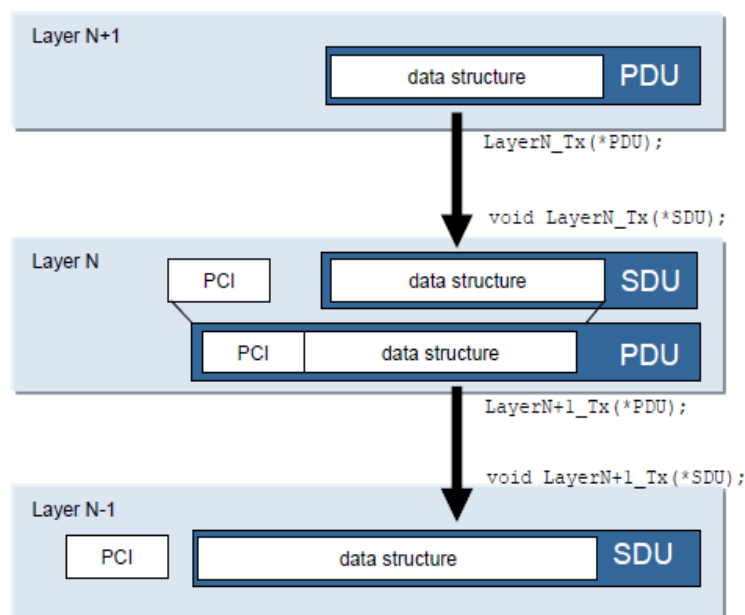 Layer N+1
data structure PDU
LayerN_Tx(*PDU);
void LayerN_Tx(*SDU);
Layer N
PCI data structure SDU
PCI data structure PDU
LayerN+1_Tx(*PDU);
void LayerN+1_Tx(*SDU);
Layer N-1
PCI data structure SDU